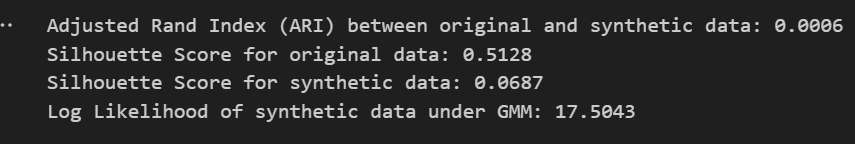 ·· Adjusted Rand Index (ARI) between original and synthetic data: 0.0006
Silhouette Score for original data: 0.5128
Silhouette Score for synthetic data: 0.0687
Log Likelihood of synthetic data under GMM: 17.5043